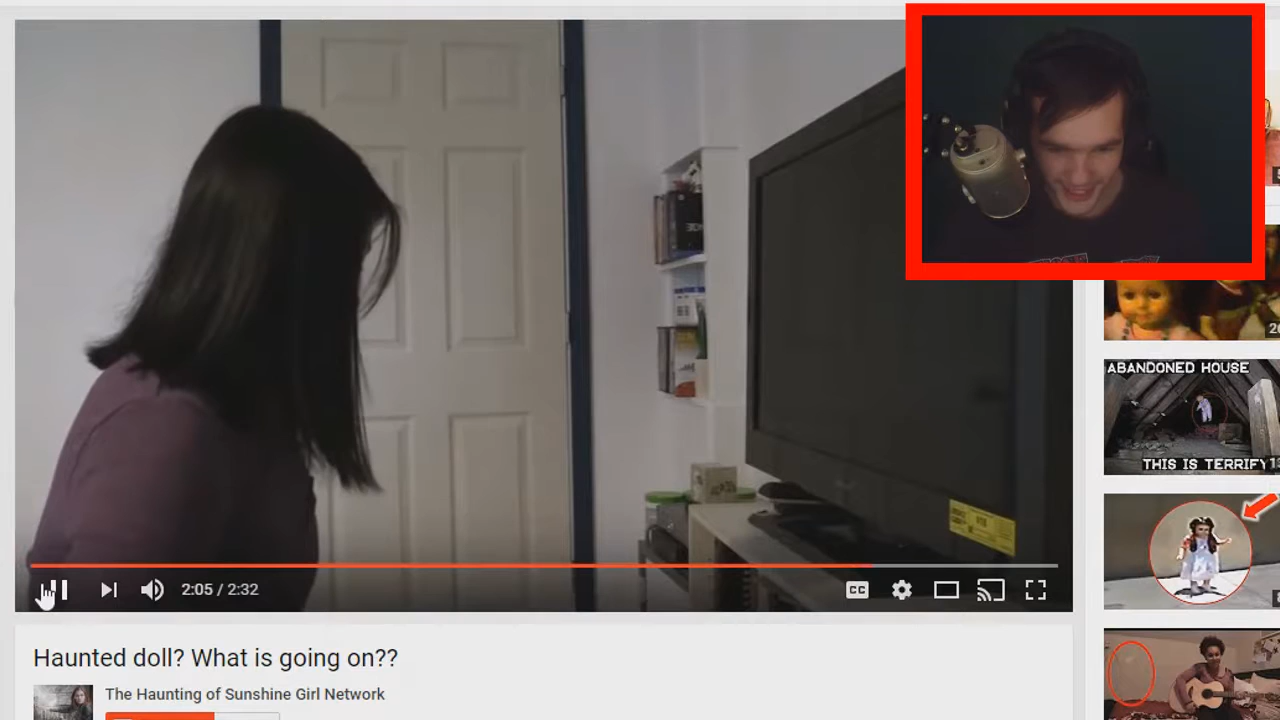 2:05 / 2:32
CC
Haunted doll? What is going on??
The Haunting of Sunshine Girl Network
ABANDONED HOUSE
THIS IS TERRIFY